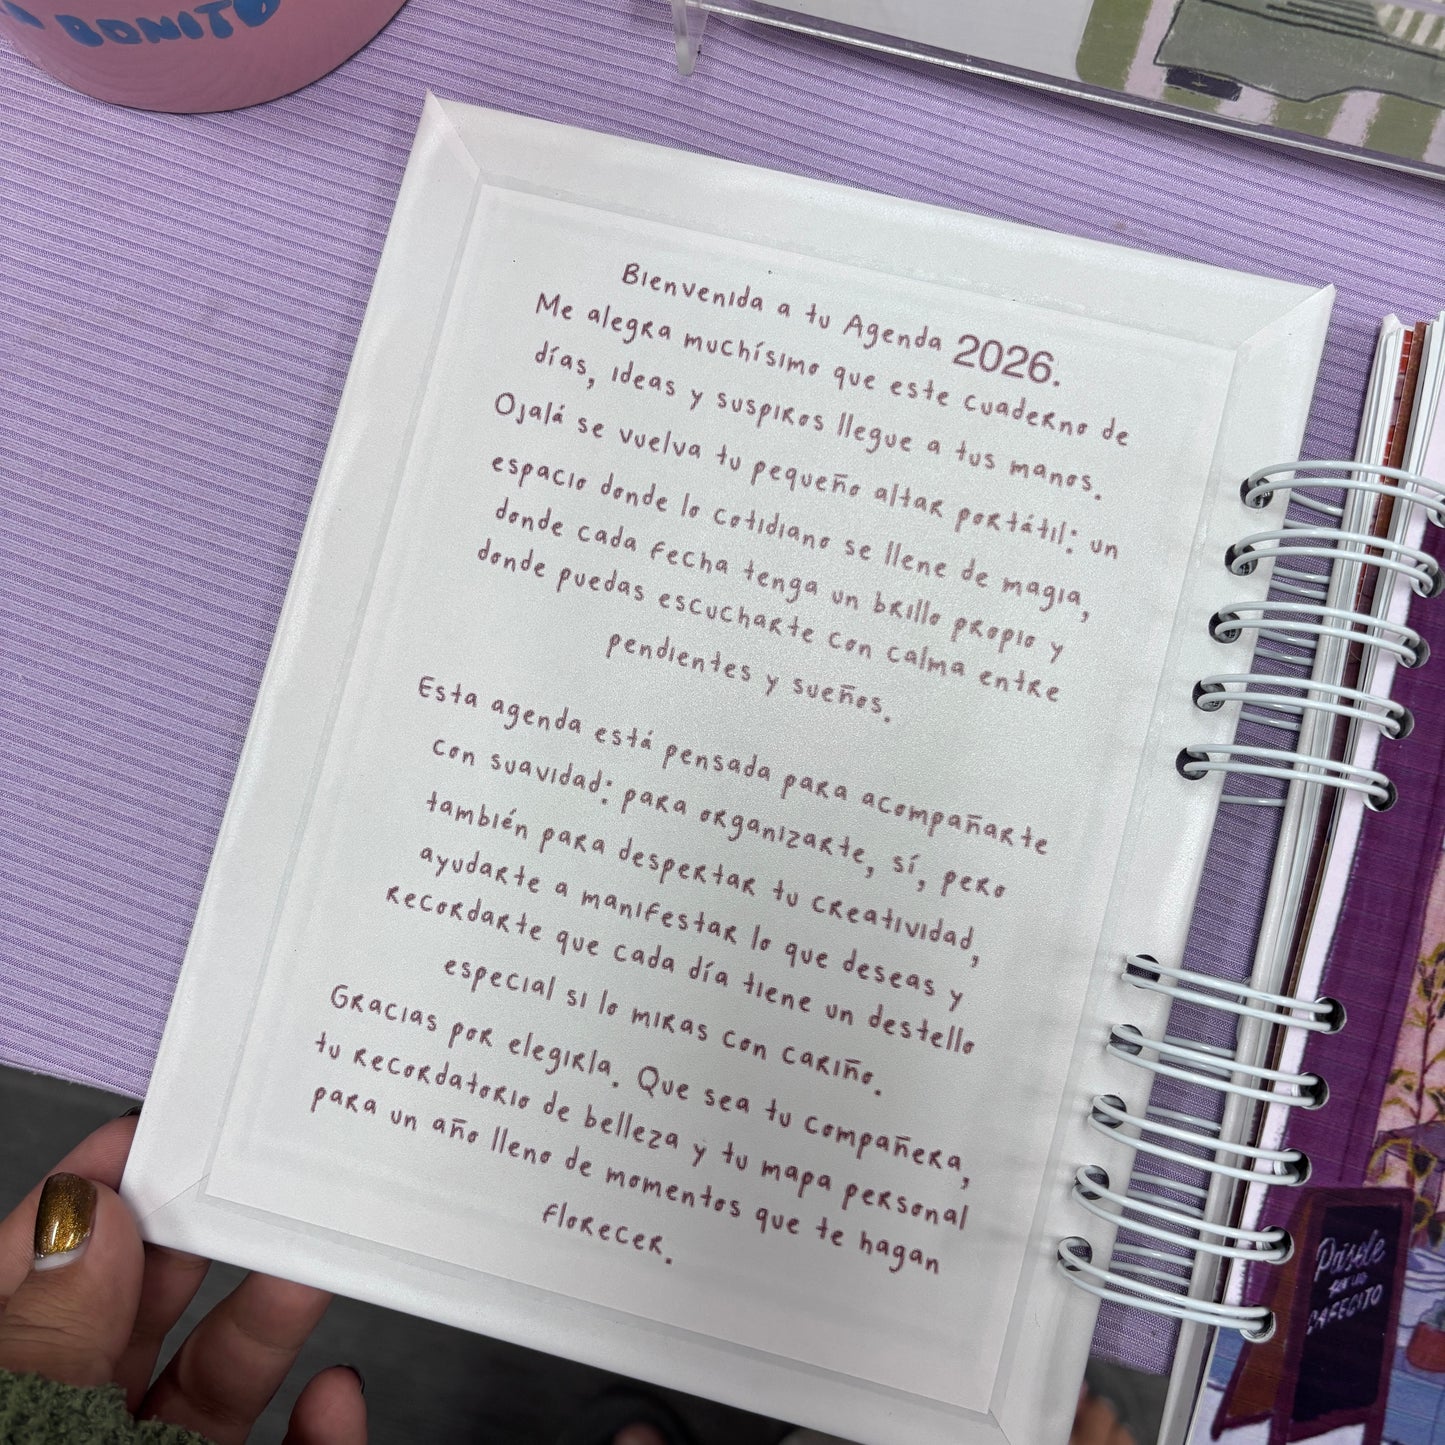 BONITO
Bienvenida a tu Agenda 2026.
Me alegra muchísimo que este cuaderno de
días, ideas y suspiros llegue a tus manos.
Ojalá se vuelva tu pequeño altar portátil: un
espacio donde lo cotidiano se llene de magia,
donde cada fecha tenga un brillo propio y
donde puedas escucharte con calma entre
pendientes y sueños.
Esta agenda está pensada para acompañarte
con suavidad: para organizarte, sí, pero
también para despertar tu creatividad,
ayudarte a manifestar lo que deseas y
recordarte que cada día tiene un destello
especial si lo miras con cariño.
Gracias por elegirla. Que sea tu compañera,
tu recordatorio de belleza y tu mapa personal
para un año lleno de momentos que te hagan
florecer.
CAFECITO